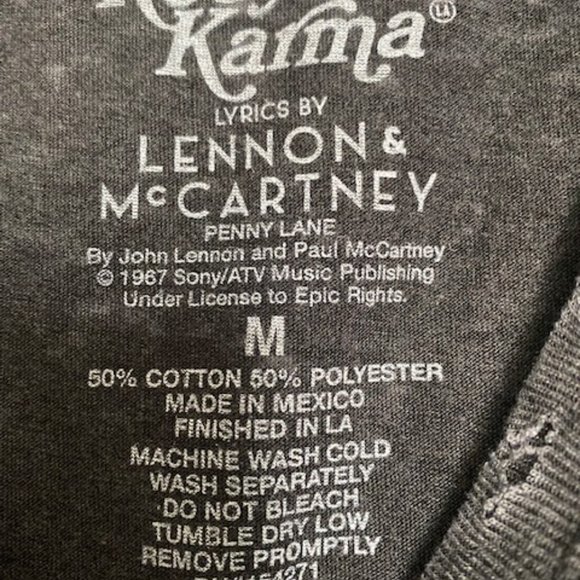 Karma LA
LYRICS BY
LENNON &
McCARTNEY
PENNY LANE
By John Lennon and Paul McCartney
© 1967 Sony/ATV Music Publishing
Under License to Epic Rights.
M
50% COTTON 50% POLYESTER
MADE IN MEXICO
FINISHED IN LA
MACHINE WASH COLD
WASH SEPARATELY
DO NOT BLEACH
TUMBLE DRY LOW
REMOVE PROMPTLY